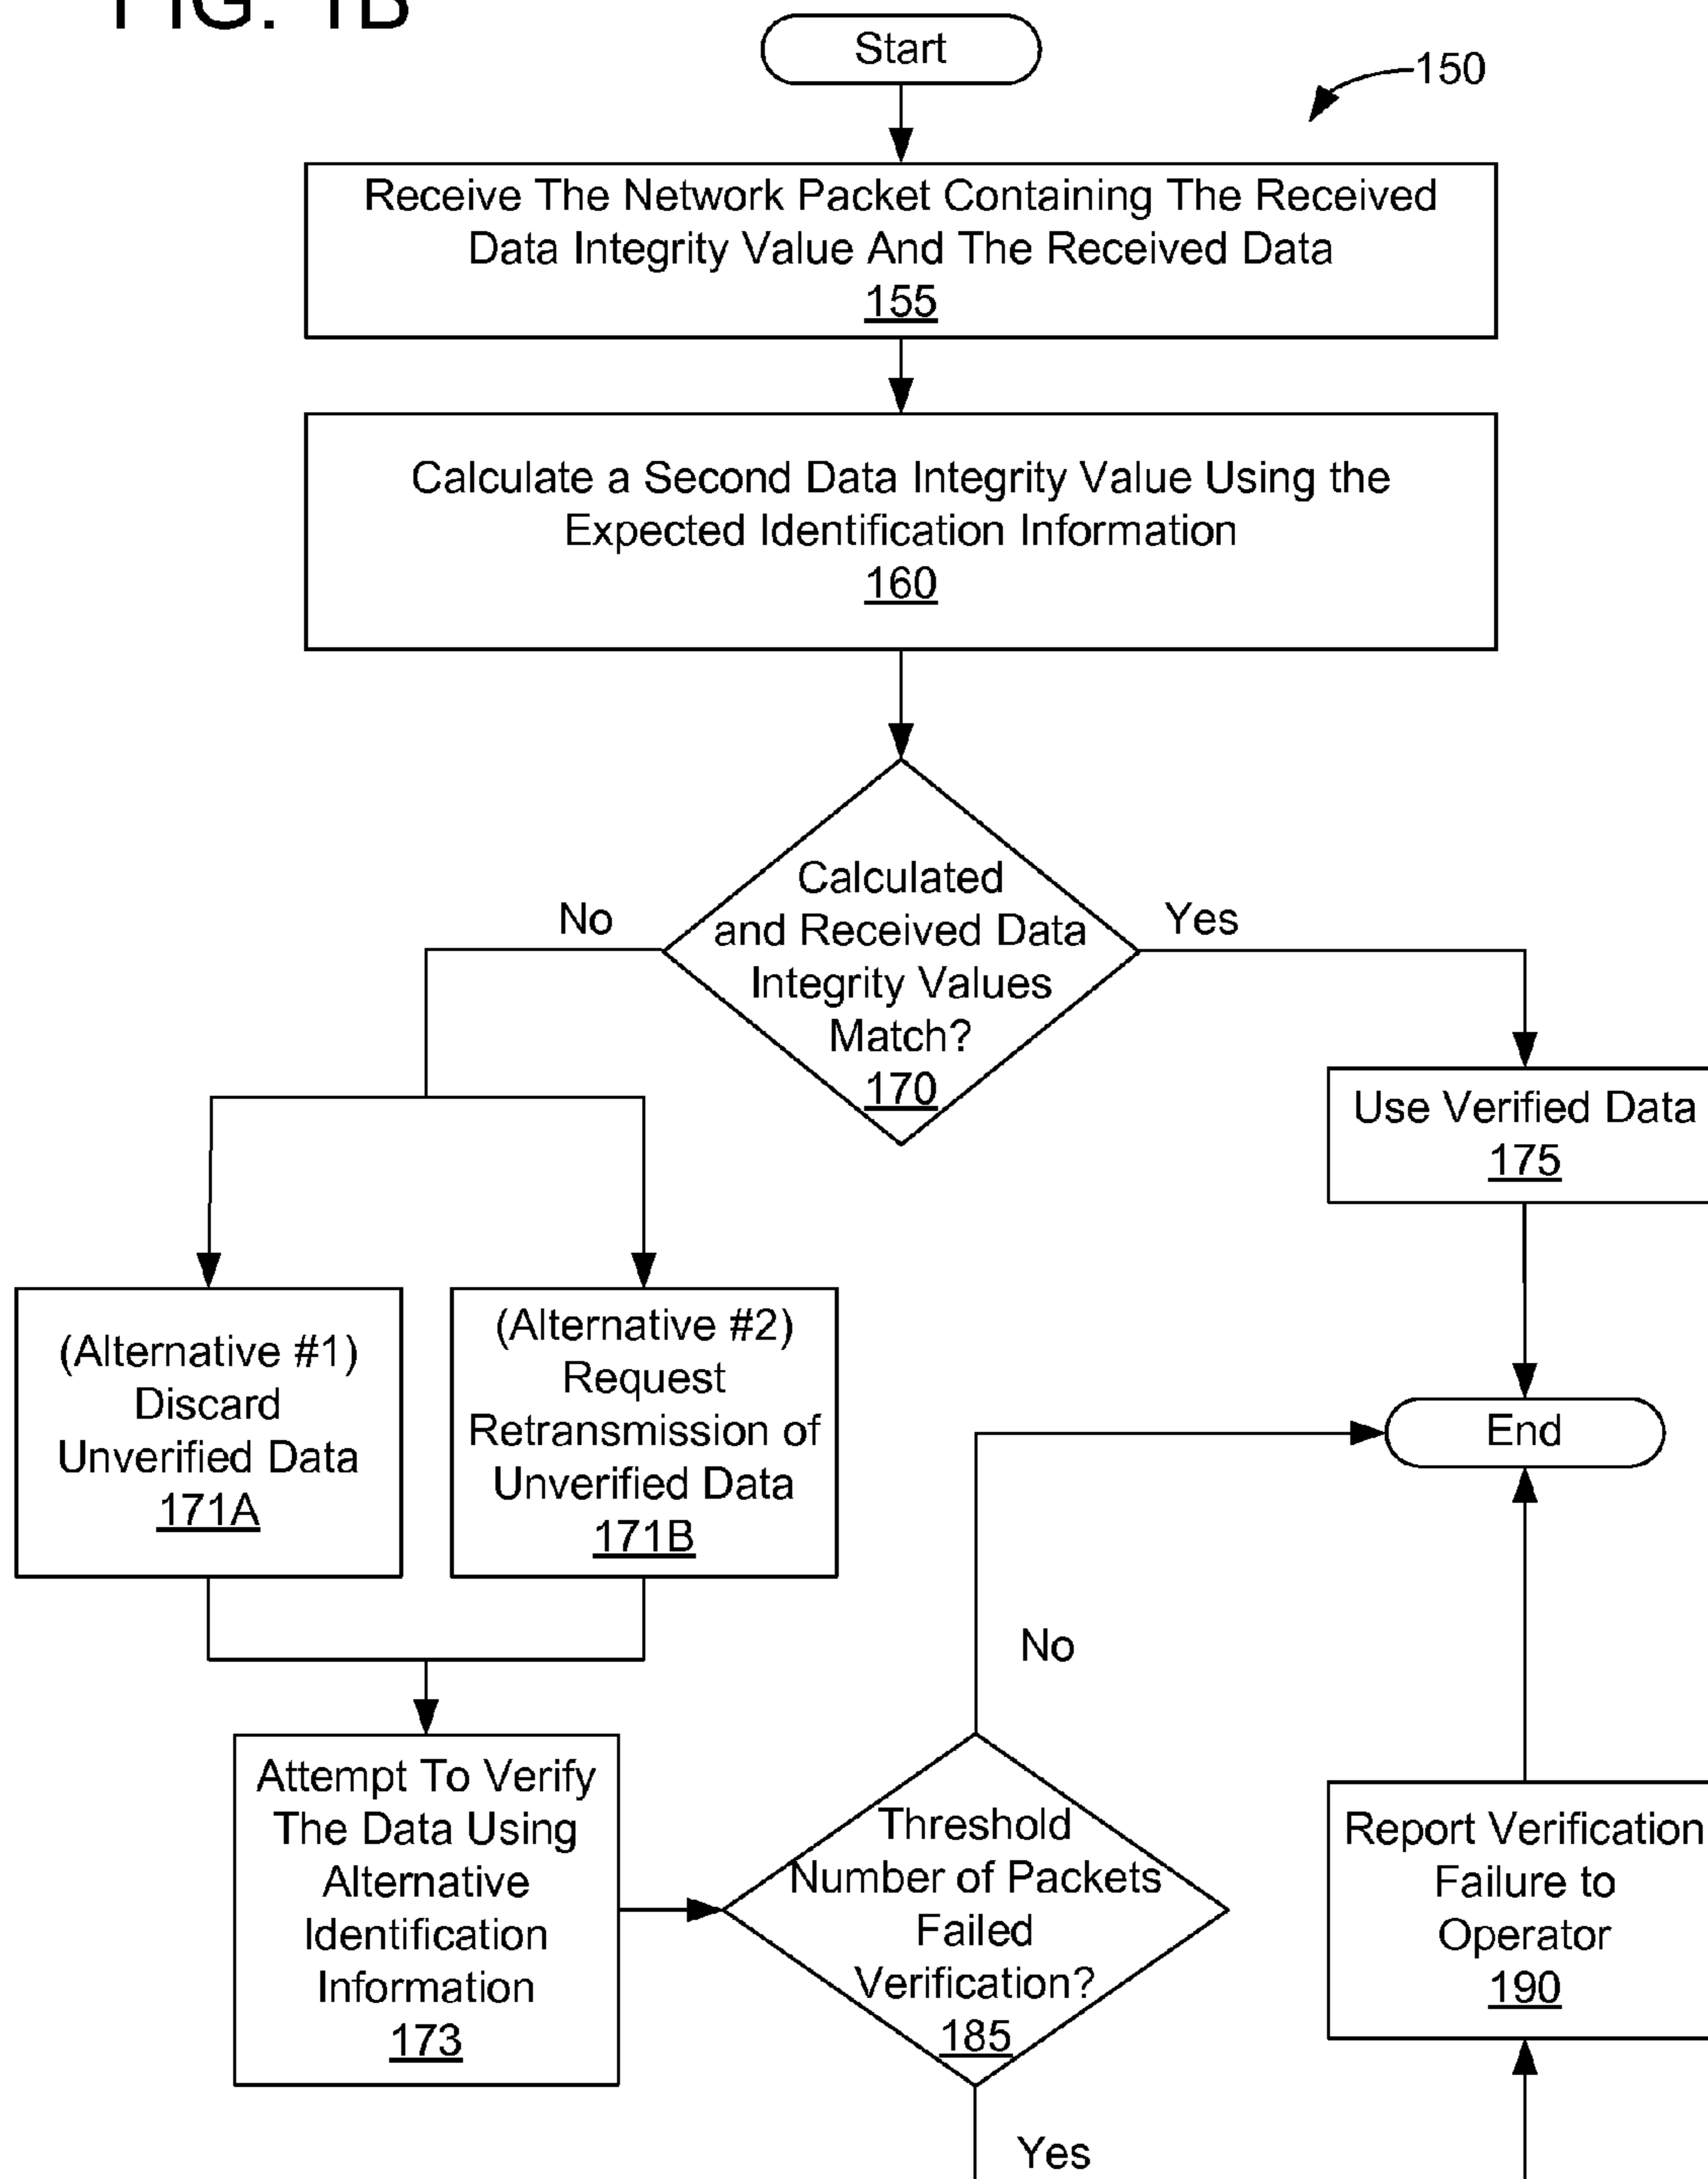 FIG. 1B
Start
150
Receive The Network Packet Containing The Received
Data Integrity Value And The Received Data
155
Calculate a Second Data Integrity Value Using the
Expected Identification Information
160
Calculated
and Received Data
Integrity Values
Match?
170
No
Yes
Use Verified Data
175
(Alternative #1)
Discard
Unverified Data
171A
(Alternative #2)
Request
Retransmission of
Unverified Data
171B
End
No
Attempt To Verify
The Data Using
Alternative
Identification
Information
173
Threshold
Number of Packets
Failed
Verification?
185
Report Verification
Failure to
Operator
190
Yes